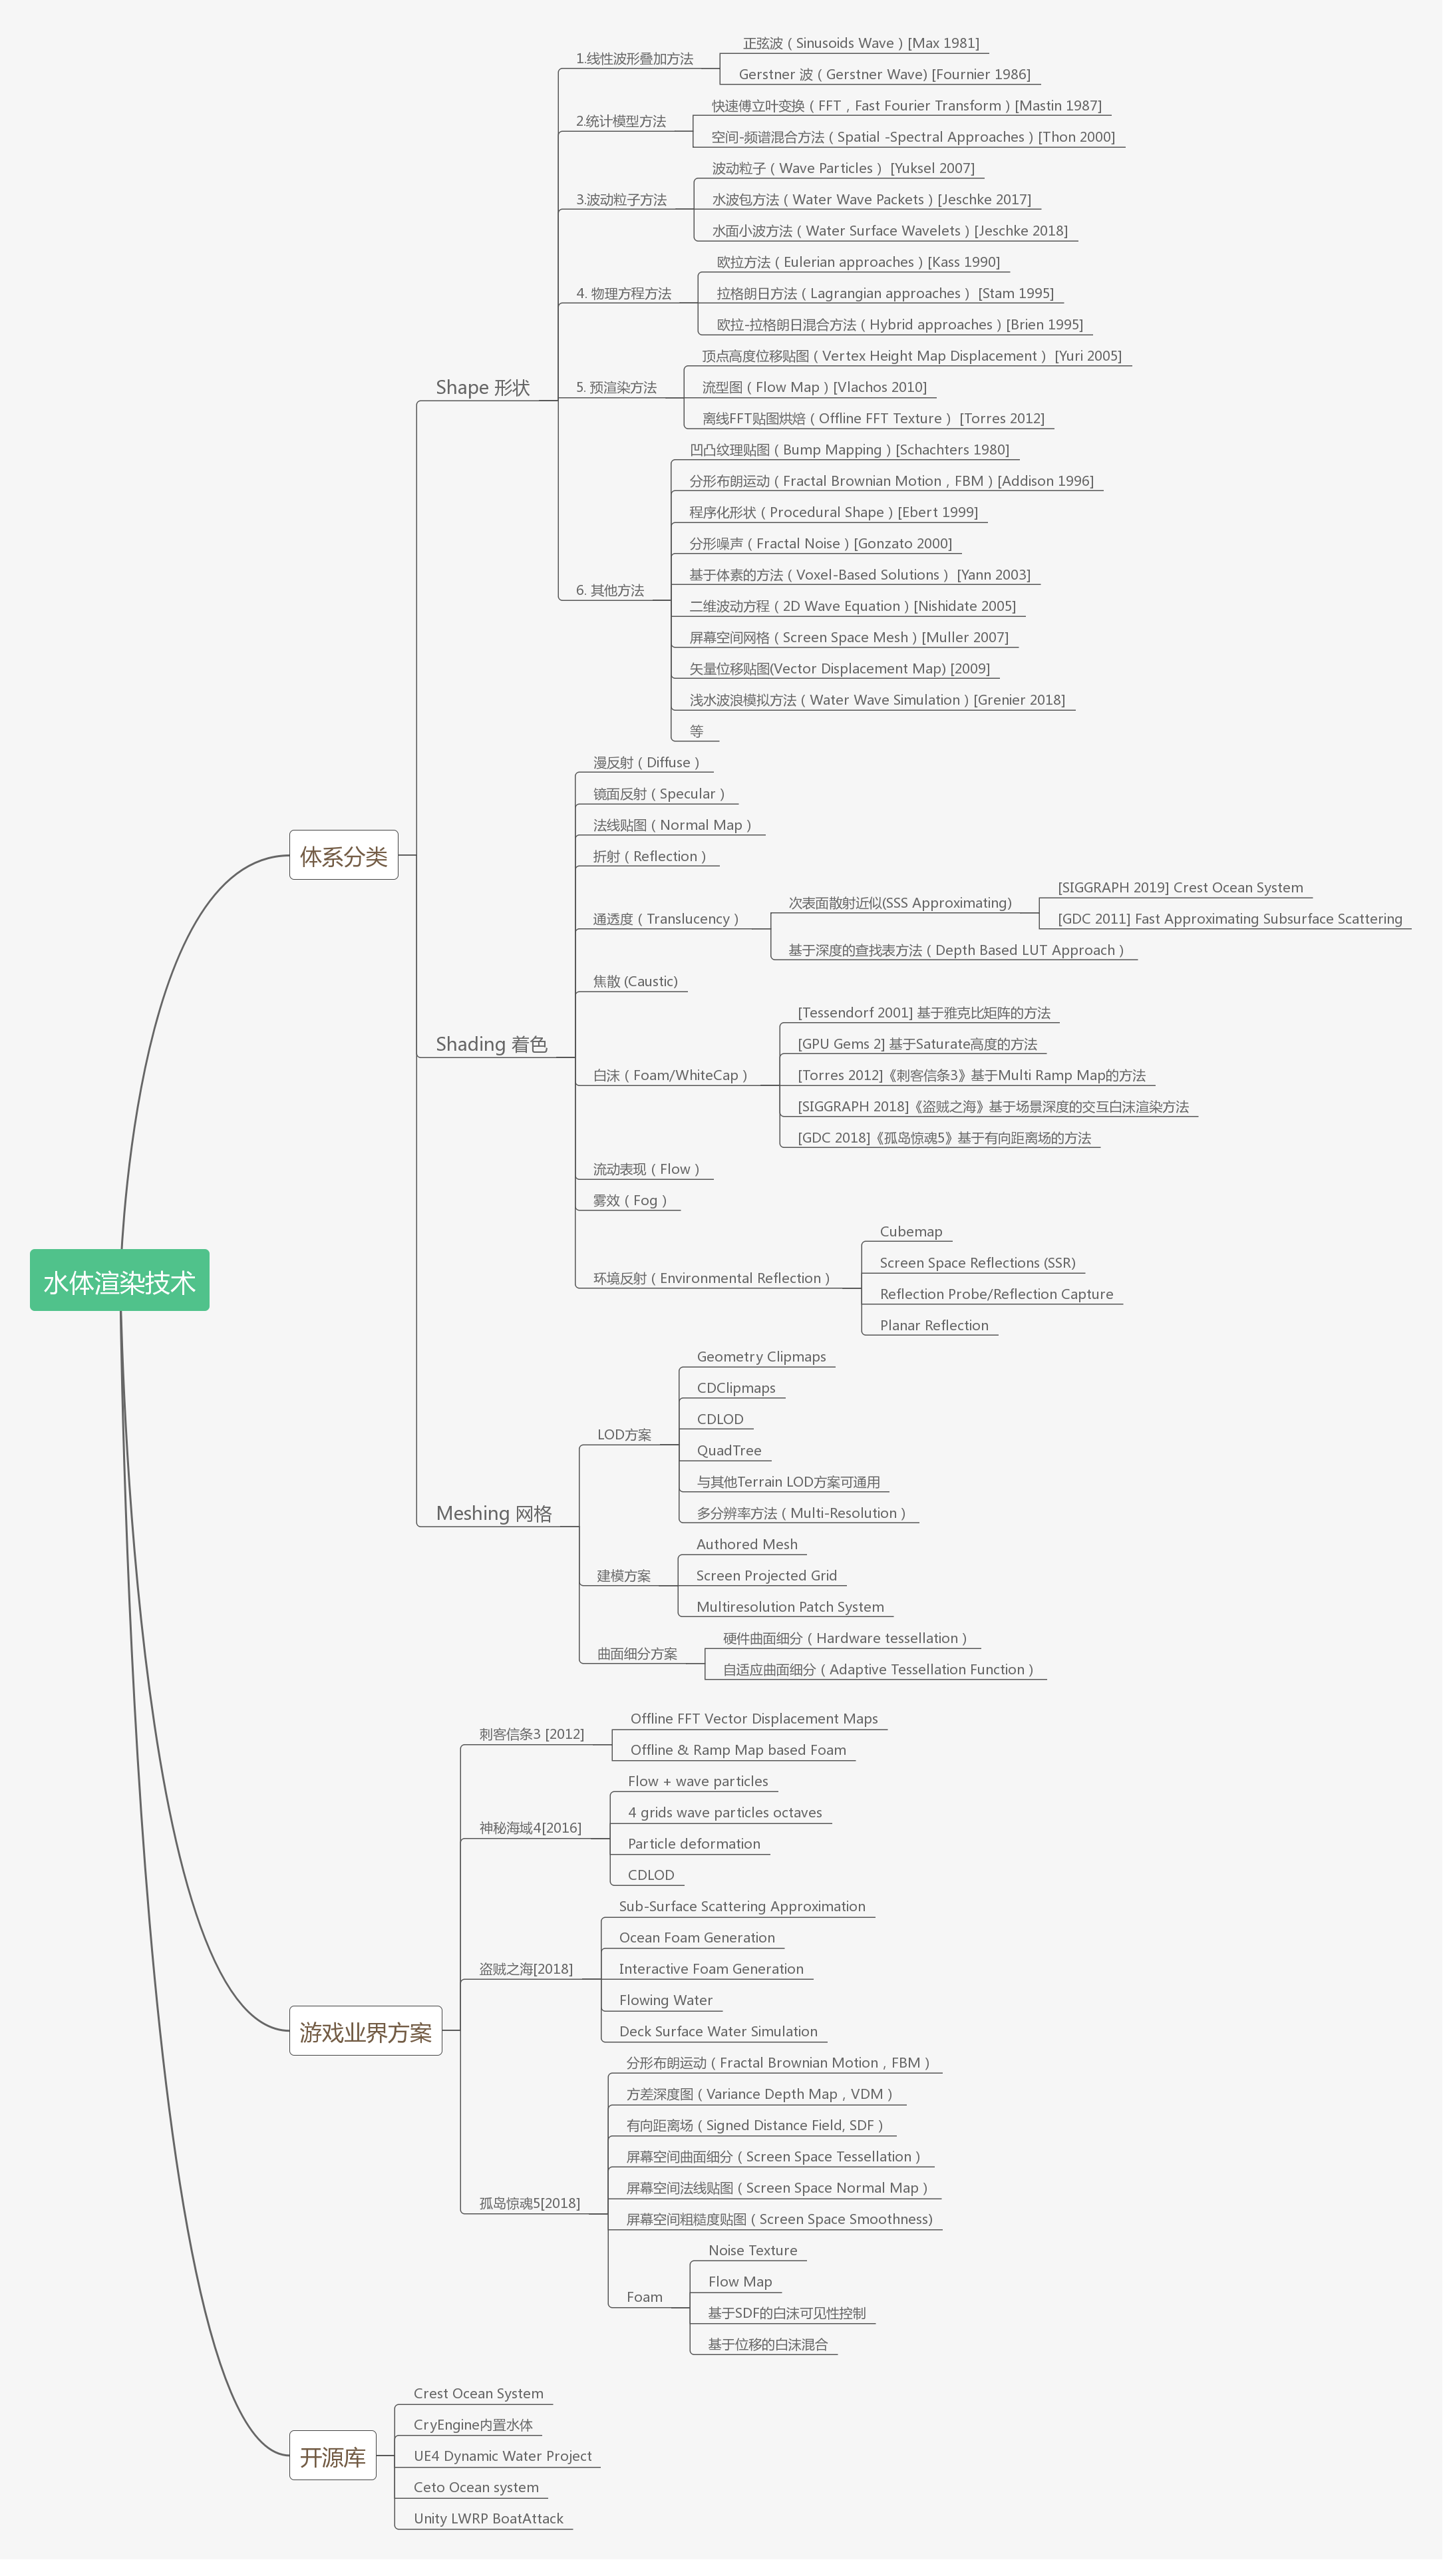 水体渲染技术
体系分类
Shape 形状
1.线性波形叠加方法
正弦波（Sinusoids Wave）[Max 1981]
Gerstner 波（Gerstner Wave) [Fournier 1986]
2.统计模型方法
快速傅立叶变换（FFT，Fast Fourier Transform）[Mastin 1987]
空间-频谱混合方法（Spatial -Spectral Approaches）[Thon 2000]
3.波动粒子方法
波动粒子（Wave Particles） [Yuksel 2007]
水波包方法（Water Wave Packets）[Jeschke 2017]
水面小波方法（Water Surface Wavelets）[Jeschke 2018]
4. 物理方程方法
欧拉方法（Eulerian approaches）[Kass 1990]
拉格朗日方法（Lagrangian approaches） [Stam 1995]
欧拉-拉格朗日混合方法（Hybrid approaches）[Brien 1995]
5. 预渲染方法
顶点高度位移贴图（Vertex Height Map Displacement） [Yuri 2005]
流型图（Flow Map）[Vlachos 2010]
离线FFT贴图烘焙（Offline FFT Texture） [Torres 2012]
6. 其他方法
凹凸纹理贴图（Bump Mapping）[Schachters 1980]
分形布朗运动（Fractal Brownian Motion，FBM）[Addison 1996]
程序化形状（Procedural Shape）[Ebert 1999]
分形噪声（Fractal Noise）[Gonzato 2000]
基于体素的方法（Voxel-Based Solutions） [Yann 2003]
二维波动方程（2D Wave Equation）[Nishidate 2005]
屏幕空间网格（Screen Space Mesh）[Muller 2007]
矢量位移贴图(Vector Displacement Map) [2009]
浅水波浪模拟方法（Water Wave Simulation）[Grenier 2018]
等
Shading 着色
漫反射（Diffuse）
镜面反射（Specular）
法线贴图（Normal Map）
折射（Reflection）
通透度（Translucency）
次表面散射近似(SSS Approximating)
[SIGGRAPH 2019] Crest Ocean System
[GDC 2011] Fast Approximating Subsurface Scattering
基于深度的查找表方法（Depth Based LUT Approach）
焦散 (Caustic)
白沫（Foam/WhiteCap）
[Tessendorf 2001] 基于雅克比矩阵的方法
[GPU Gems 2] 基于Saturate高度的方法
[Torres 2012]《刺客信条3》基于Multi Ramp Map的方法
[SIGGRAPH 2018]《盗贼之海》基于场景深度的交互白沫渲染方法
[GDC 2018]《孤岛惊魂5》基于有向距离场的方法
流动表现（Flow）
雾效（Fog）
环境反射（Environmental Reflection）
Cubemap
Screen Space Reflections (SSR)
Reflection Probe/Reflection Capture
Planar Reflection
Meshing 网格
LOD方案
Geometry Clipmaps
CDClipmaps
CDLOD
QuadTree
与其他Terrain LOD方案可通用
多分辨率方法（Multi-Resolution）
建模方案
Authored Mesh
Screen Projected Grid
Multiresolution Patch System
曲面细分方案
硬件曲面细分（Hardware tessellation）
自适应曲面细分（Adaptive Tessellation Function）
游戏业界方案
刺客信条3 [2012]
Offline FFT Vector Displacement Maps
Offline & Ramp Map based Foam
神秘海域4[2016]
Flow + wave particles
4 grids wave particles octaves
Particle deformation
CDLOD
盗贼之海[2018]
Sub-Surface Scattering Approximation
Ocean Foam Generation
Interactive Foam Generation
Flowing Water
Deck Surface Water Simulation
孤岛惊魂5[2018]
分形布朗运动（Fractal Brownian Motion，FBM）
方差深度图（Variance Depth Map，VDM）
有向距离场（Signed Distance Field, SDF）
屏幕空间曲面细分（Screen Space Tessellation）
屏幕空间法线贴图（Screen Space Normal Map）
屏幕空间粗糙度贴图（Screen Space Smoothness)
Foam
Noise Texture
Flow Map
基于SDF的白沫可见性控制
基于位移的白沫混合
开源库
Crest Ocean System
CryEngine内置水体
UE4 Dynamic Water Project
Ceto Ocean system
Unity LWRP BoatAttack